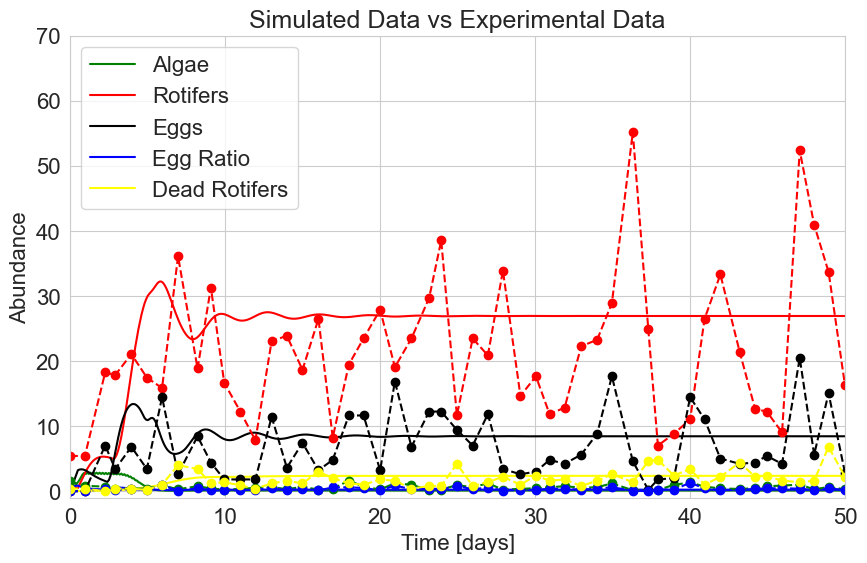 Simulated Data vs Experimental Data
Abundance
70
60
50
40
30
20
10
0
Algae
Rotifers
Eggs
Egg Ratio
Dead Rotifers
0 10 20 30 40 50
Time [days]